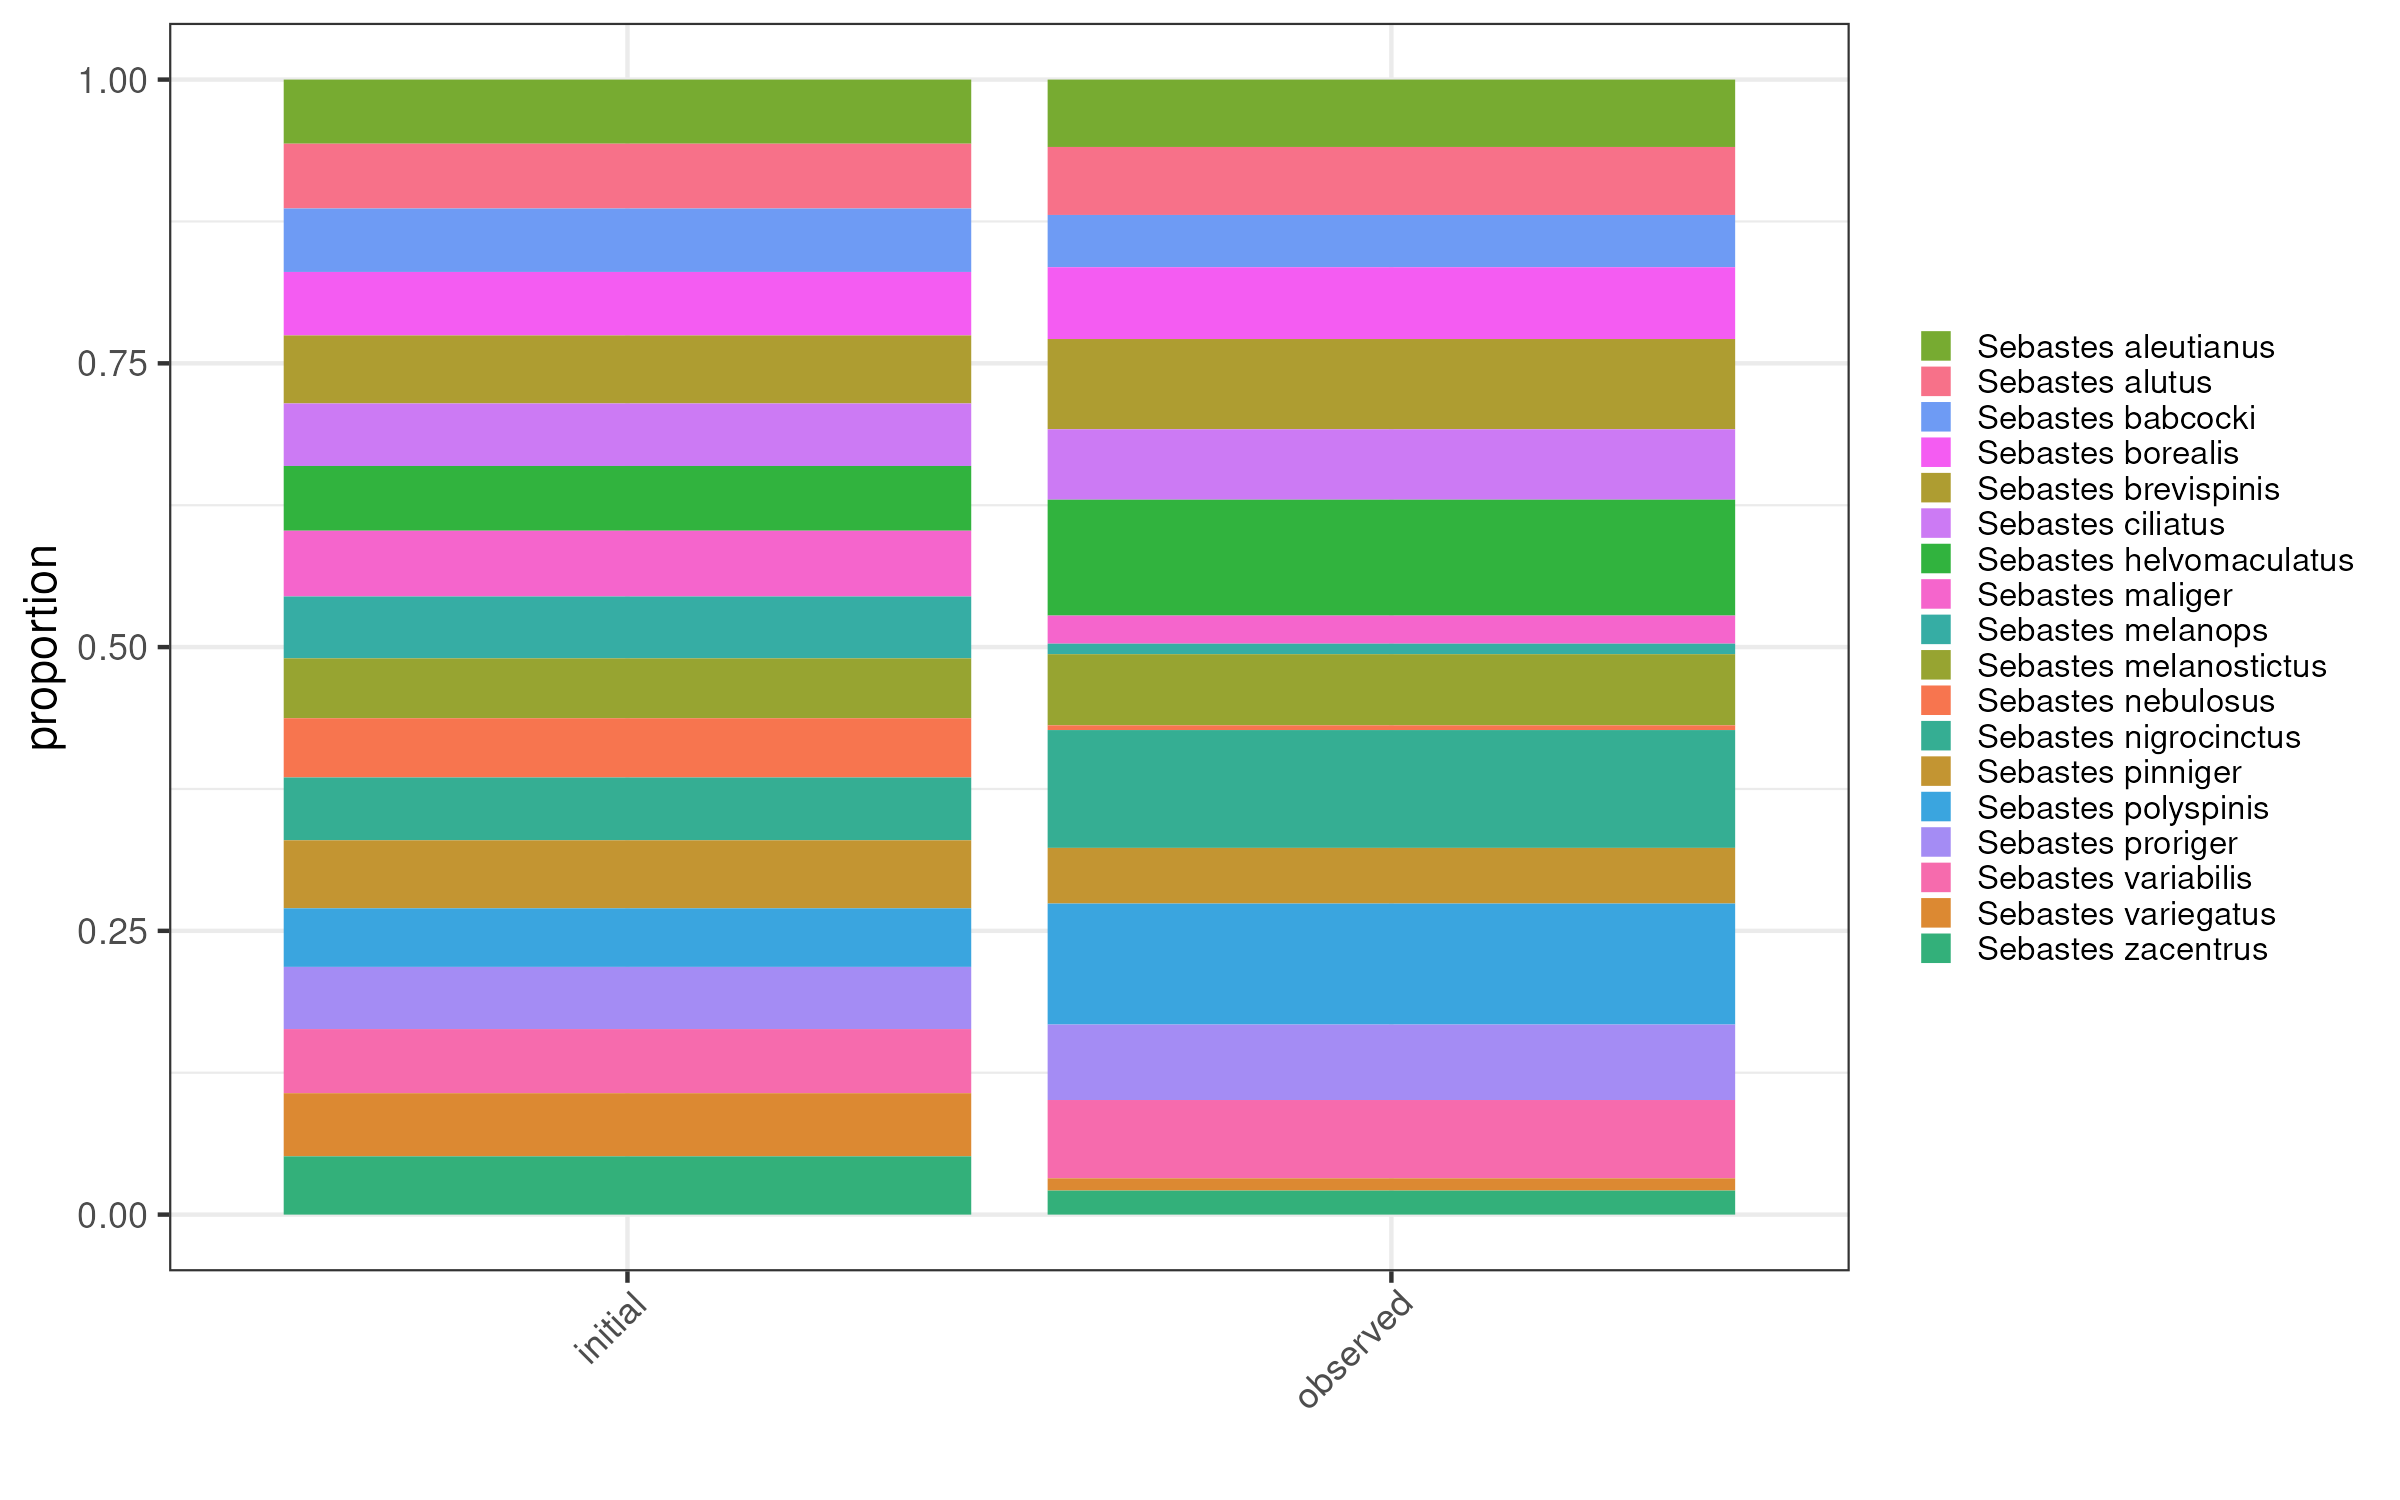 proportion
1.00
0.75
0.50
0.25
0.00
initial
observed
Sebastes aleutianus
Sebastes alutus
Sebastes babcocki
Sebastes borealis
Sebastes brevispinis
Sebastes ciliatus
Sebastes helvomaculatus
Sebastes maliger
Sebastes melanops
Sebastes melanostictus
Sebastes nebulosus
Sebastes nigrocinctus
Sebastes pinniger
Sebastes polyspinis
Sebastes proriger
Sebastes variabilis
Sebastes variegatus
Sebastes zacentrus